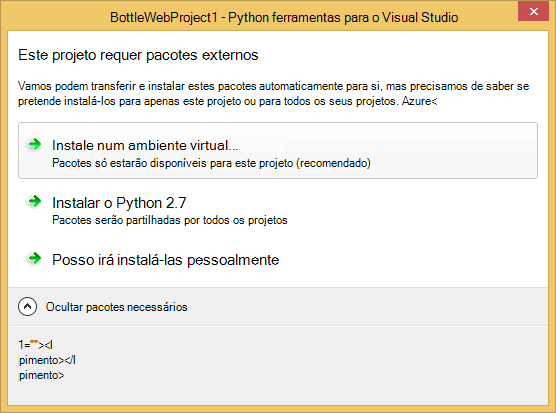 BottleWebProject1 - Python ferramentas para o Visual Studio
Este projeto requer pacotes externos
Vamos podem transferir e instalar estes pacotes automaticamente para si, mas precisamos de saber se
pretende instalá-los para apenas este projeto ou para todos os seus projetos. Azure<
Instale num ambiente virtual...
Pacotes só estarão disponíveis para este projeto (recomendado)
Instalar o Python 2.7
Pacotes serão partilhadas por todos os projetos
Posso irá instalá-las pessoalmente
Ocultar pacotes necessários
1=""><I
pimento></I
pimento>